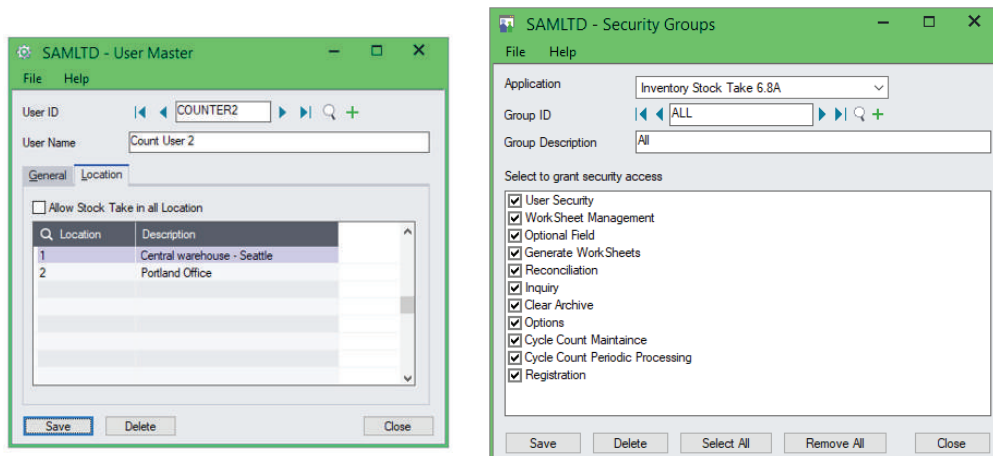 SAMLTD - User Master
File Help
User ID COUNTER2
User Name Count User 2
General Location
Allow Stock Take in all Location
Location Description
1 Central warehouse - Seattle
2 Portland Office
Save Delete Close
SAMLTD - Security Groups
File Help
Application Inventory Stock Take 6.8A
Group ID ALL
Group Description All
Select to grant security access
User Security
WorkSheet Management
Optional Field
Generate WorkSheets
Reconciliation
Inquiry
Clear Archive
Options
Cycle Count Maintaince
Cycle Count Periodic Processing
Registration
Save Delete Select All Remove All Close